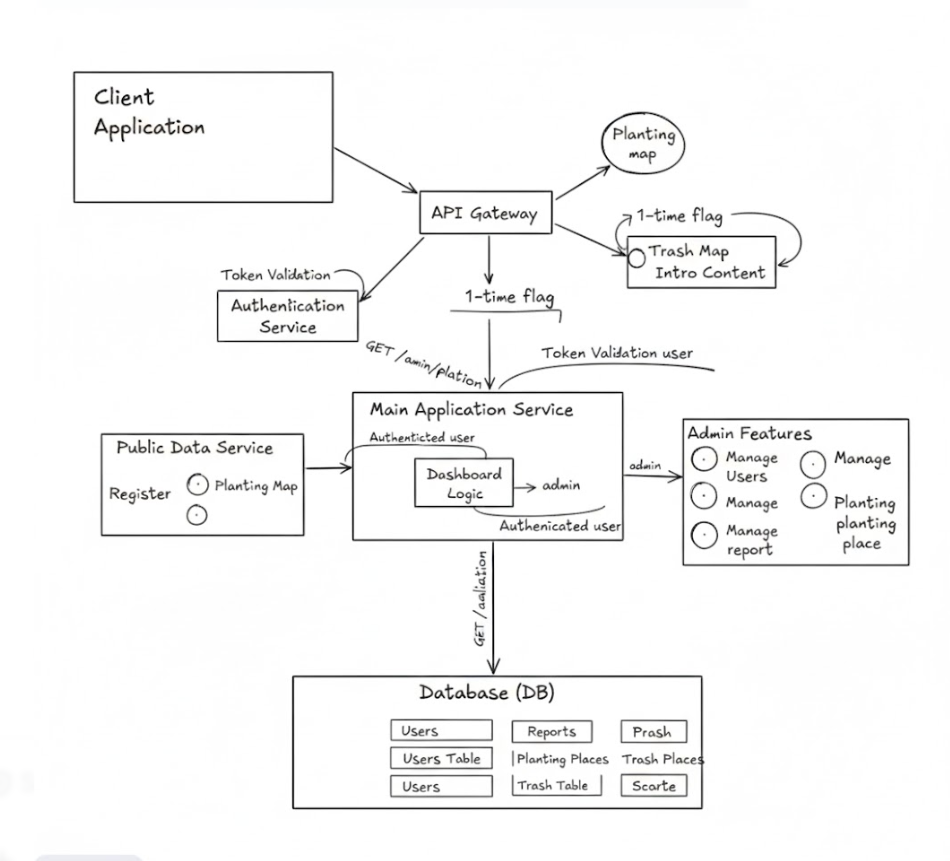 Client
Application
Planting
map
API Gateway
1-time flag
Trash Map
Intro Content
Token Validation
Authentication
Service
1-time flag
GET /amin/plation
Token Validation user
Main Application Service
Authenticted user
Dashboard
Logic
admin
Authenicated user
Public Data Service
Register
Planting Map
admin
Admin Features
Manage
Users
Manage
Manage
report
Manage
Planting
planting
place
GET /aaliation
Database (DB)
Users
Reports
Prash
Users Table
Planting Places
Trash Places
Users
Trash Table
Scarte